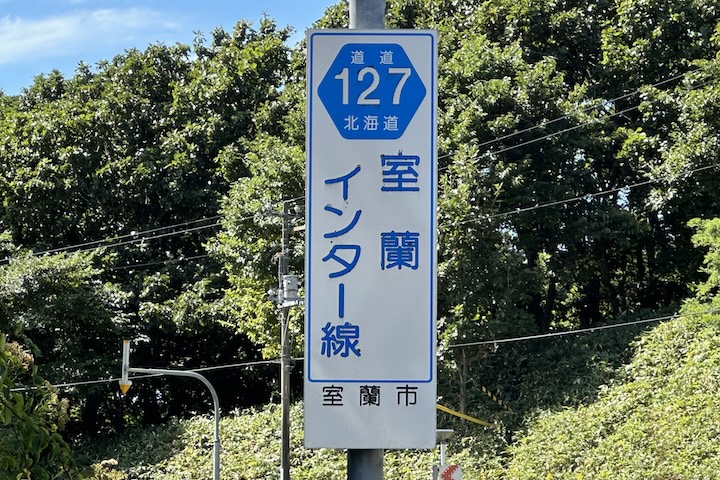 道道
127
北海道
室蘭
インター線
室蘭市